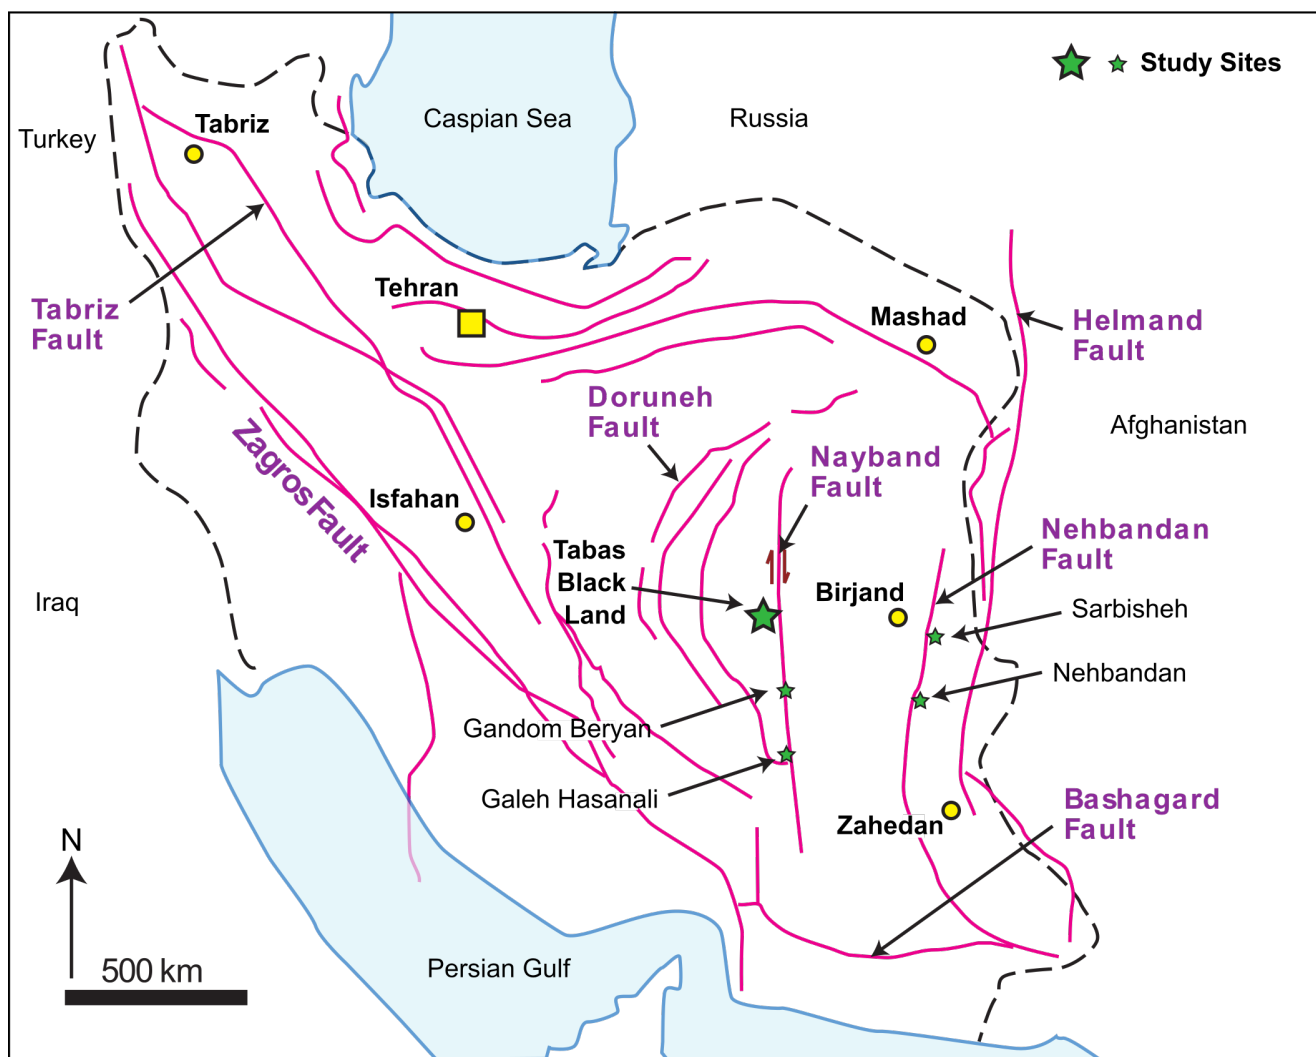 Study Sites
Caspian Sea
Russia
Turkey
Tabriz
Tabriz
Fault
Tehran
Mashad
Helmand
Fault
Doruneh
Fault
Afghanistan
Zagros Fault
Isfahan
Nayband
Fault
Nehbandan
Fault
Tabas
Black
Land
Birjand
Iraq
Sarbisheh
Nehbandan
Gandom Beryan
Galeh Hasanali
Zahedan
Bashagard
Fault
N
500 km
Persian Gulf